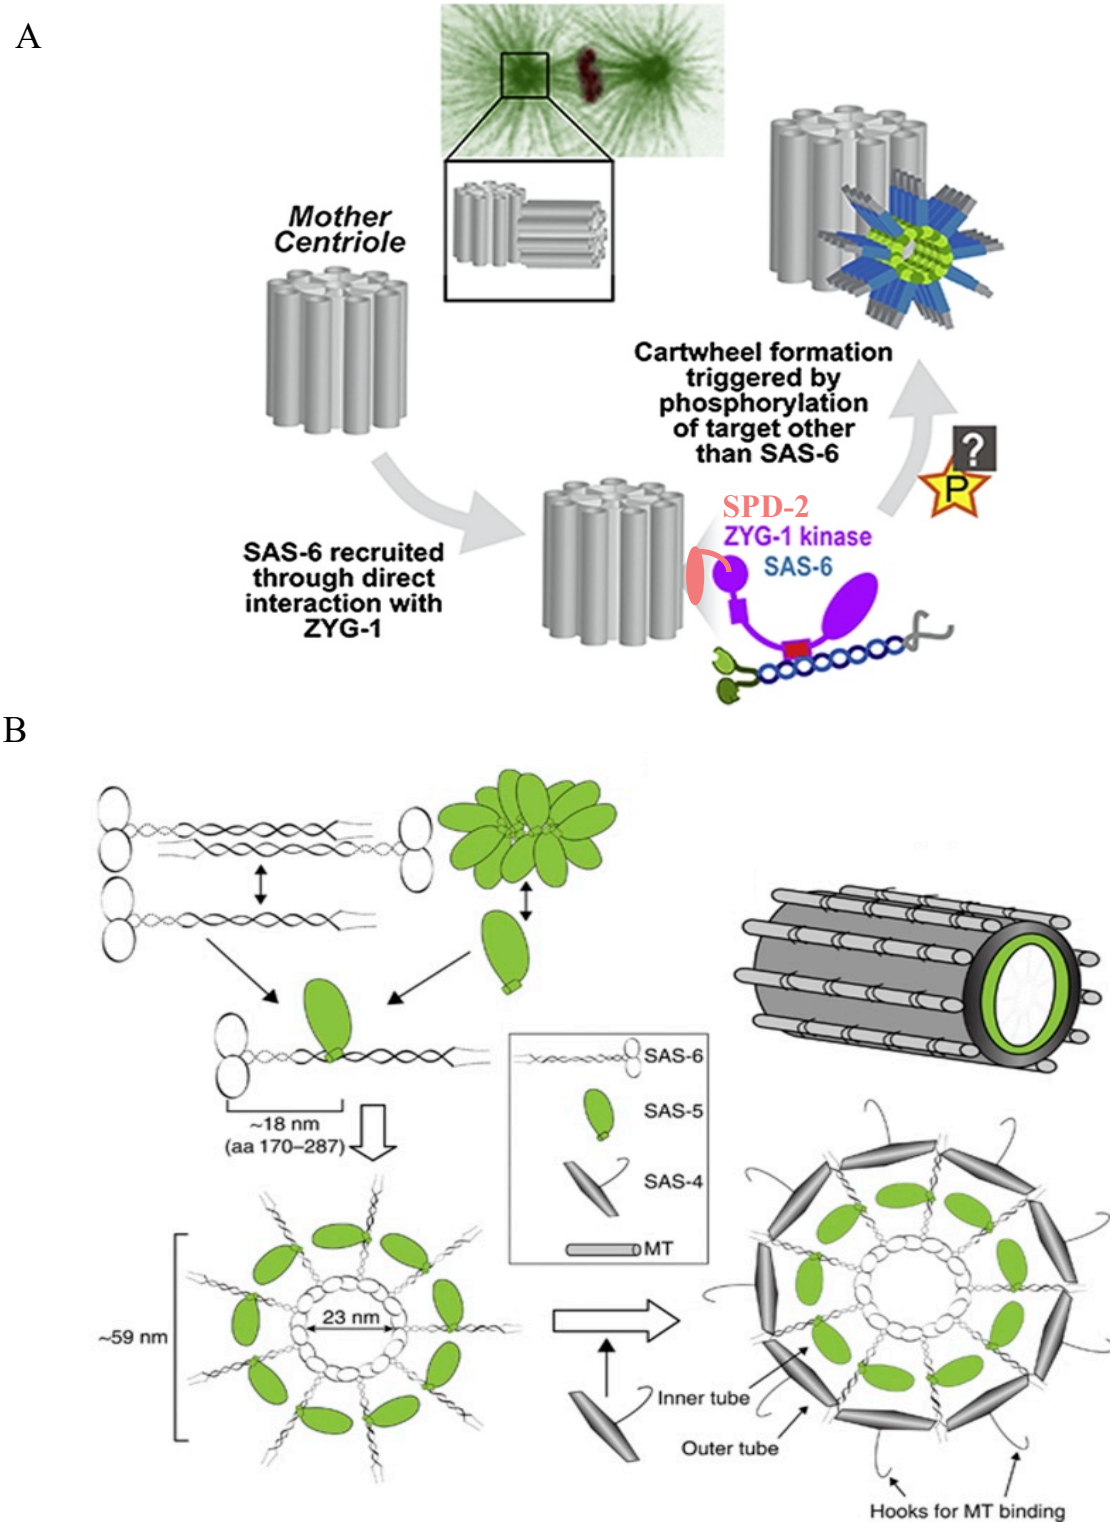 A
Mother
Centriole
SAS-6 recruited
through direct
interaction with
ZYG-1
Cartwheel formation
triggered by
phosphorylation
of target other
than SAS-6
?
P
SPD-2
ZYG-1 kinase
SAS-6
B
~18 nm
(aa 170–287)
SAS-6
SAS-5
SAS-4
MT
~59 nm
23 nm
Inner tube
Outer tube
Hooks for MT binding